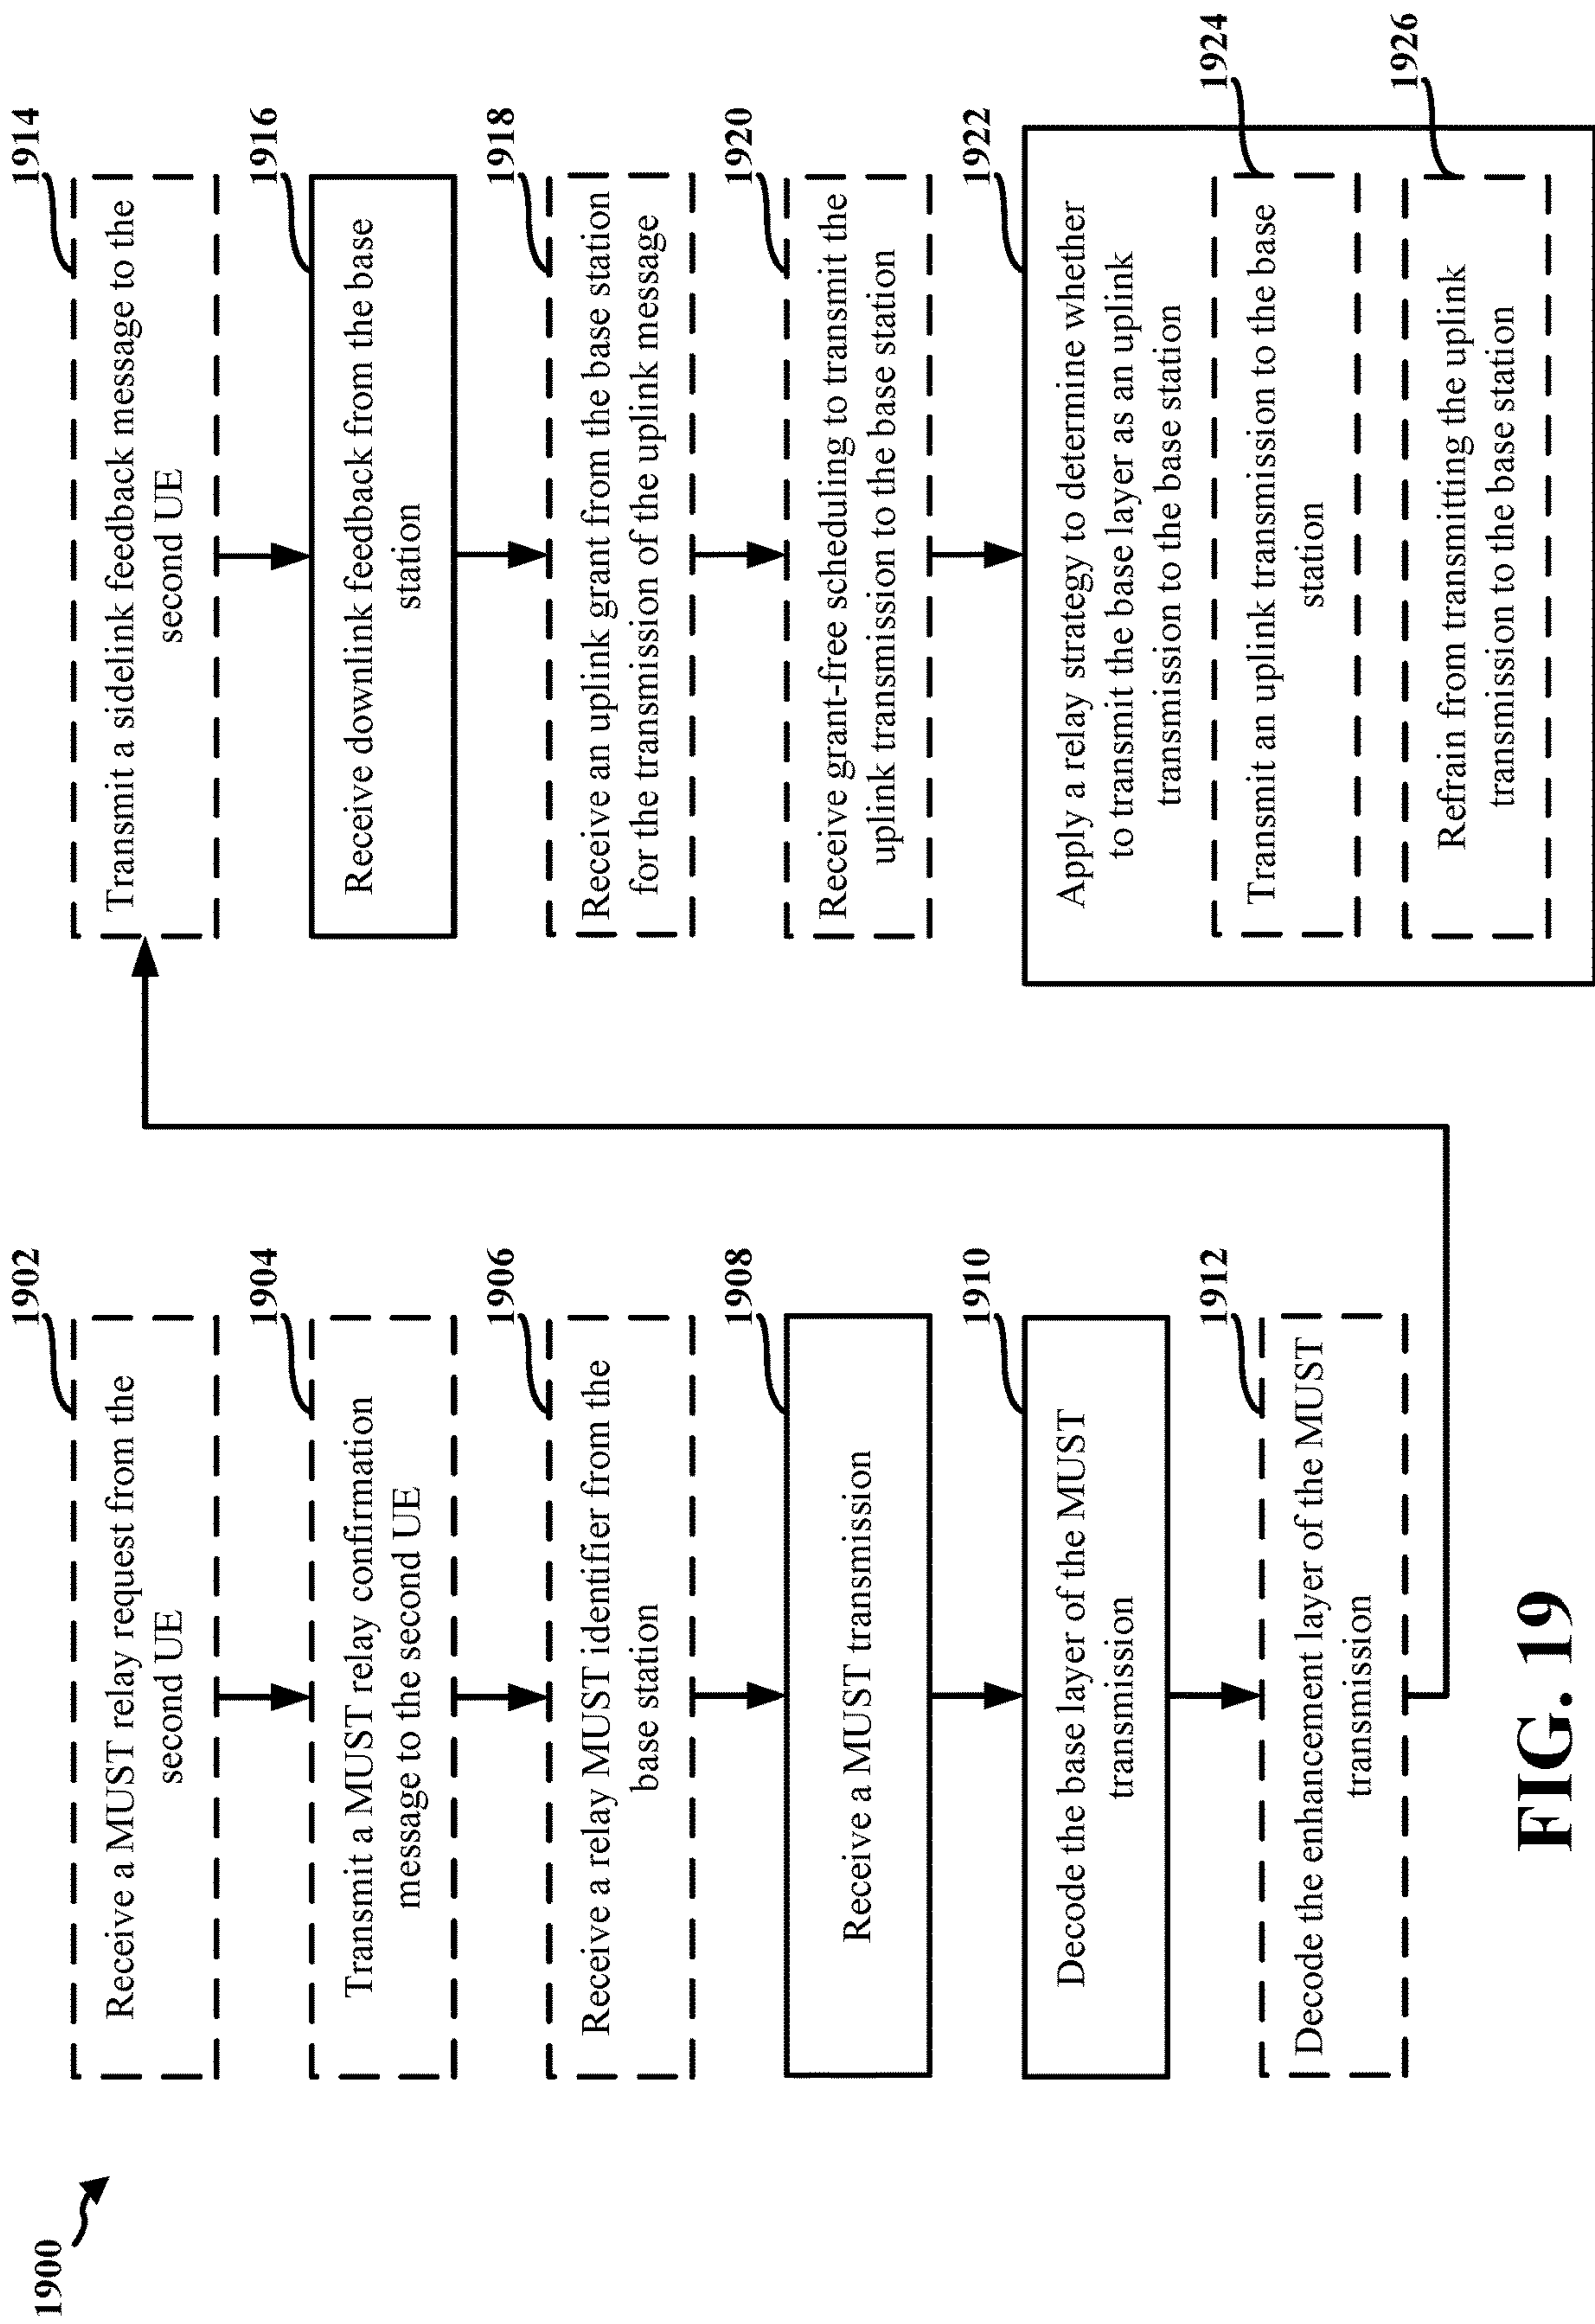 1900
1902
Receive a MUST relay request from the
second UE
1904
Transmit a MUST relay confirmation
message to the second UE
1906
Receive a relay MUST identifier from the
base station
1908
Receive a MUST transmission
1910
Decode the base layer of the MUST
transmission
1912
Decode the enhancement layer of the MUST
transmission
1914
Transmit a sidelink feedback message to the
second UE
1916
Receive downlink feedback from the base
station
1918
Receive an uplink grant from the base station
for the transmission of the uplink message
1920
Receive grant-free scheduling to transmit the
uplink transmission to the base station
1922
Apply a relay strategy to determine whether
to transmit the base layer as an uplink
transmission to the base station
1924
Transmit an uplink transmission to the base
station
1926
Refrain from transmitting the uplink
transmission to the base station
FIG. 19